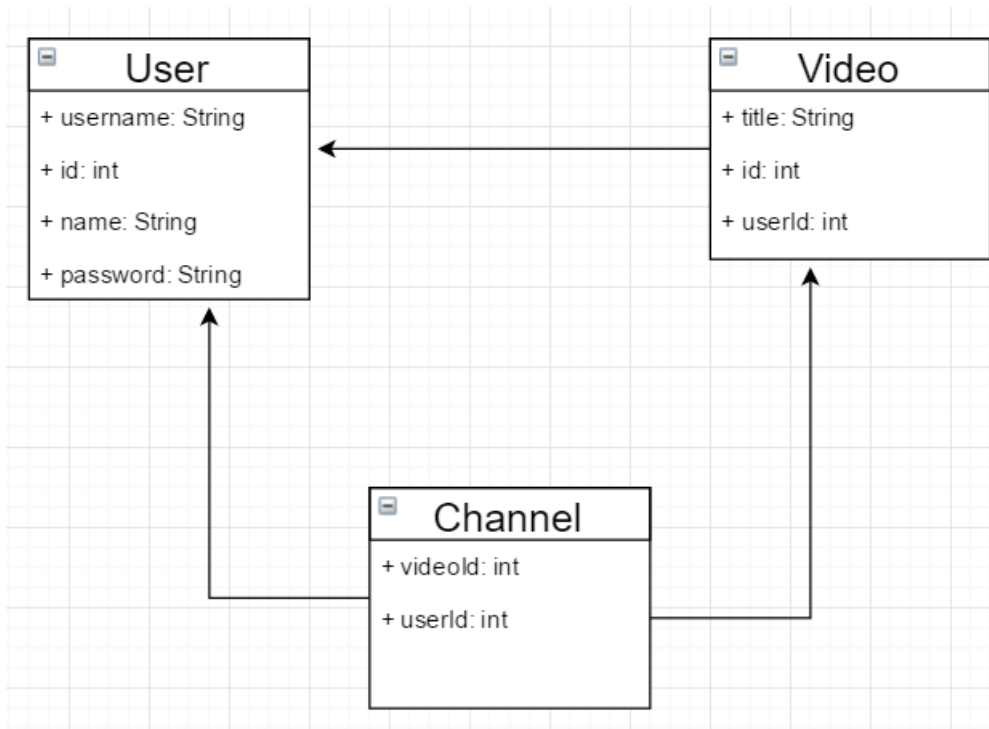 User
+ username: String
+ id: int
+ name: String
+ password: String
Video
+ title: String
+ id: int
+ userId: int
Channel
+ videoId: int
+ userId: int